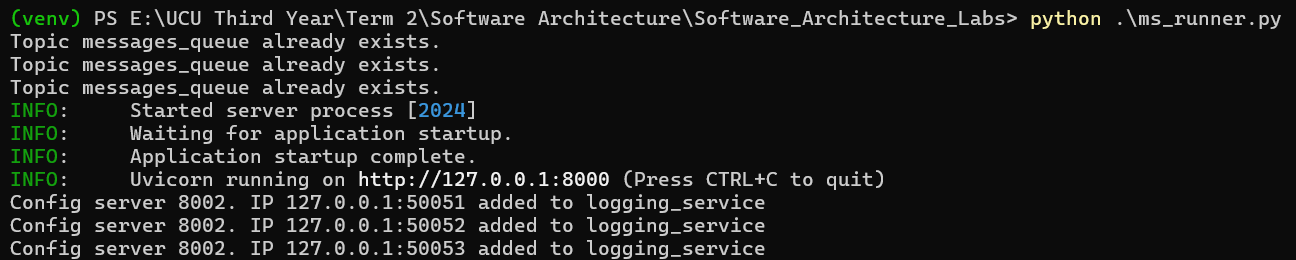 (venv) PS E:\UCU Third Year\Term 2\Software Architecture\Software_Architecture_Labs> python .\ms_runner.py
Topic messages_queue already exists.
Topic messages_queue already exists.
Topic messages_queue already exists.
INFO:     Started server process [2024]
INFO:     Waiting for application startup.
INFO:     Application startup complete.
INFO:     Uvicorn running on http://127.0.0.1:8000 (Press CTRL+C to quit)
Config server 8002. IP 127.0.0.1:50051 added to logging_service
Config server 8002. IP 127.0.0.1:50052 added to logging_service
Config server 8002. IP 127.0.0.1:50053 added to logging_service